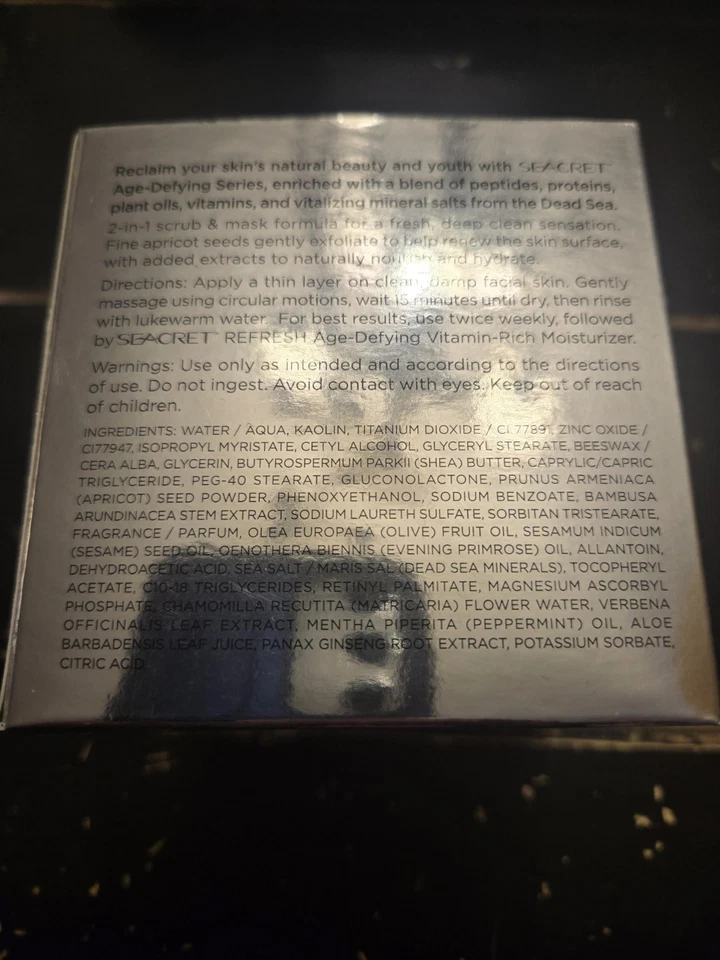 Reclaim your skin's natural beauty and youth with SEACRET™
Age-Defying Series, enriched with a blend of peptides, proteins,
plant oils, vitamins, and vitalizing mineral salts from the Dead Sea.
2-in-1 scrub & mask formula for a fresh, deep clean sensation.
Fine apricot seeds gently exfoliate to help renew the skin surface,
with added extracts to naturally nourish and hydrate.
Directions: Apply a thin layer on clean, damp facial skin. Gently
massage using circular motions, wait 15 minutes until dry, then rinse
with lukewarm water. For best results, use twice weekly, followed
by SEACRET™ REFRESH Age-Defying Vitamin-Rich Moisturizer.
Warnings: Use only as intended and according to the directions
of use. Do not ingest. Avoid contact with eyes. Keep out of reach
of children.
INGREDIENTS: WATER / AQUA, KAOLIN, TITANIUM DIOXIDE / CI 77891, ZINC OXIDE /
CI77947, ISOPROPYL MYRISTATE, CETYL ALCOHOL, GLYCERYL STEARATE, BEESWAX /
CERA ALBA, GLYCERIN, BUTYROSPERMUM PARKII (SHEA) BUTTER, CAPRYLIC/CAPRIC
TRIGLYCERIDE, PEG-40 STEARATE, GLUCONOLACTONE, PRUNUS ARMENIACA
(APRICOT) SEED POWDER, PHENOXYETHANOL, SODIUM BENZOATE, BAMBUSA
ARUNDINACEA STEM EXTRACT, SODIUM LAURETH SULFATE, SORBITAN TRISTEARATE,
FRAGRANCE / PARFUM, OLEA EUROPAEA (OLIVE) FRUIT OIL, SESAMUM INDICUM
(SESAME) SEED OIL, OENOTHERA BIENNIS (EVENING PRIMROSE) OIL, ALLANTOIN,
DEHYDROACETIC ACID, SEA SALT / MARIS SAL (DEAD SEA MINERALS), TOCOPHERYL
ACETATE, C10-18 TRIGLYCERIDES, RETINYL PALMITATE, MAGNESIUM ASCORBYL
PHOSPHATE, CHAMOMILLA RECUTITA (MATRICARIA) FLOWER WATER, VERBENA
OFFICINALIS LEAF EXTRACT, MENTHA PIPERITA (PEPPERMINT) OIL, ALOE
BARBADENSIS LEAF JUICE, PANAX GINSENG ROOT EXTRACT, POTASSIUM SORBATE,
CITRIC ACID